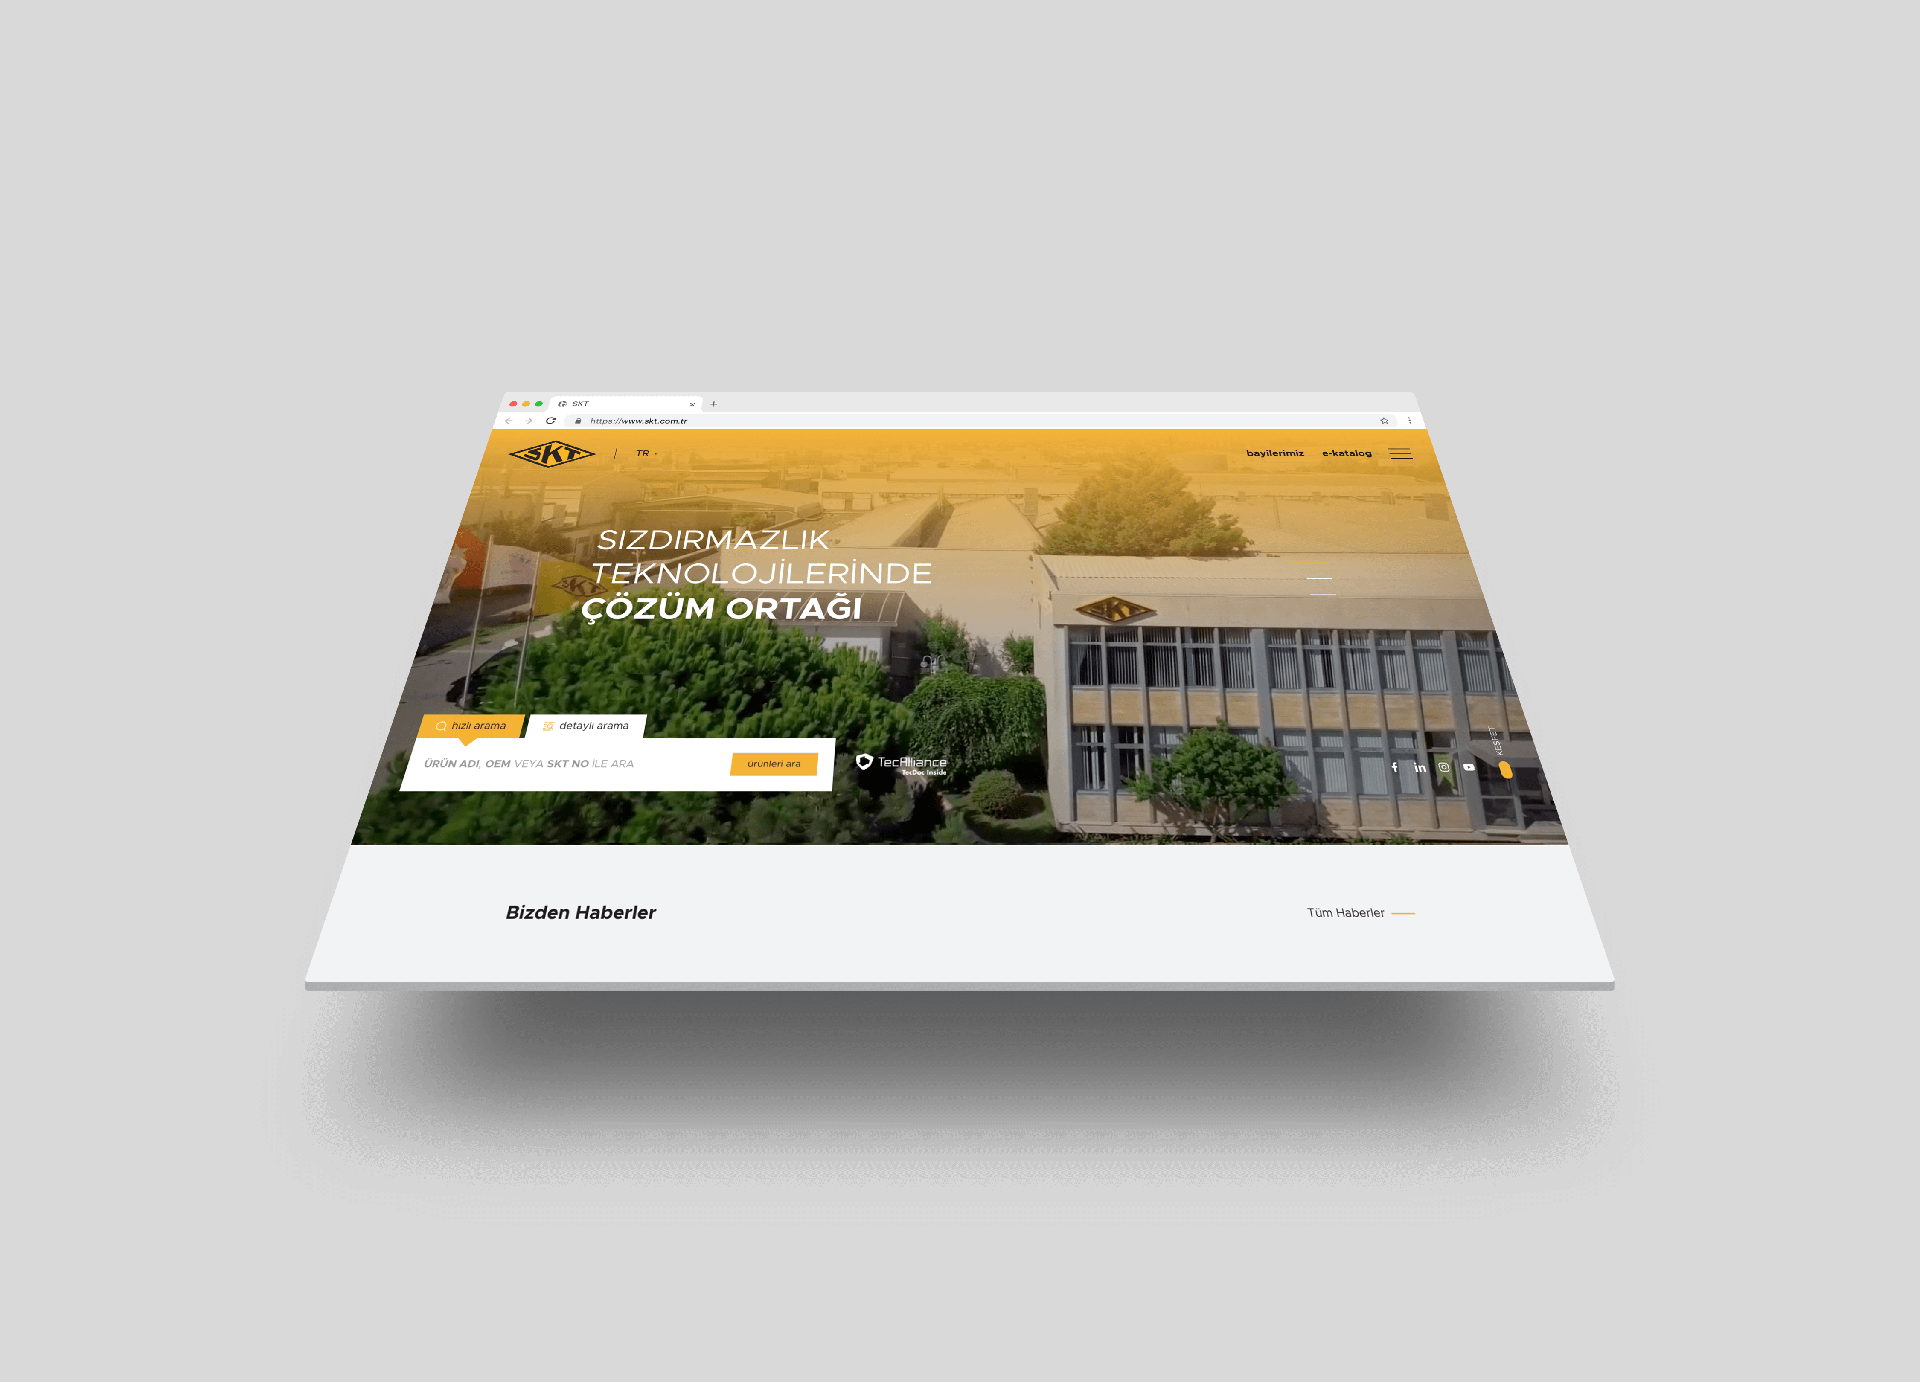 SKT
https://www.skt.com.tr
SKT
TR
bayilerimiz
e-katalog
SIZDIRMAZLIK
TEKNOLOJİLERİNDE
ÇÖZÜM ORTAĞI
SKT
hızlı arama
detaylı arama
ÜRÜN ADI, OEM VEYA SKT NO İLE ARA
ürünleri ara
TecAlliance
TecDoc Inside
KEŞFET
Bizden Haberler
Tüm Haberler